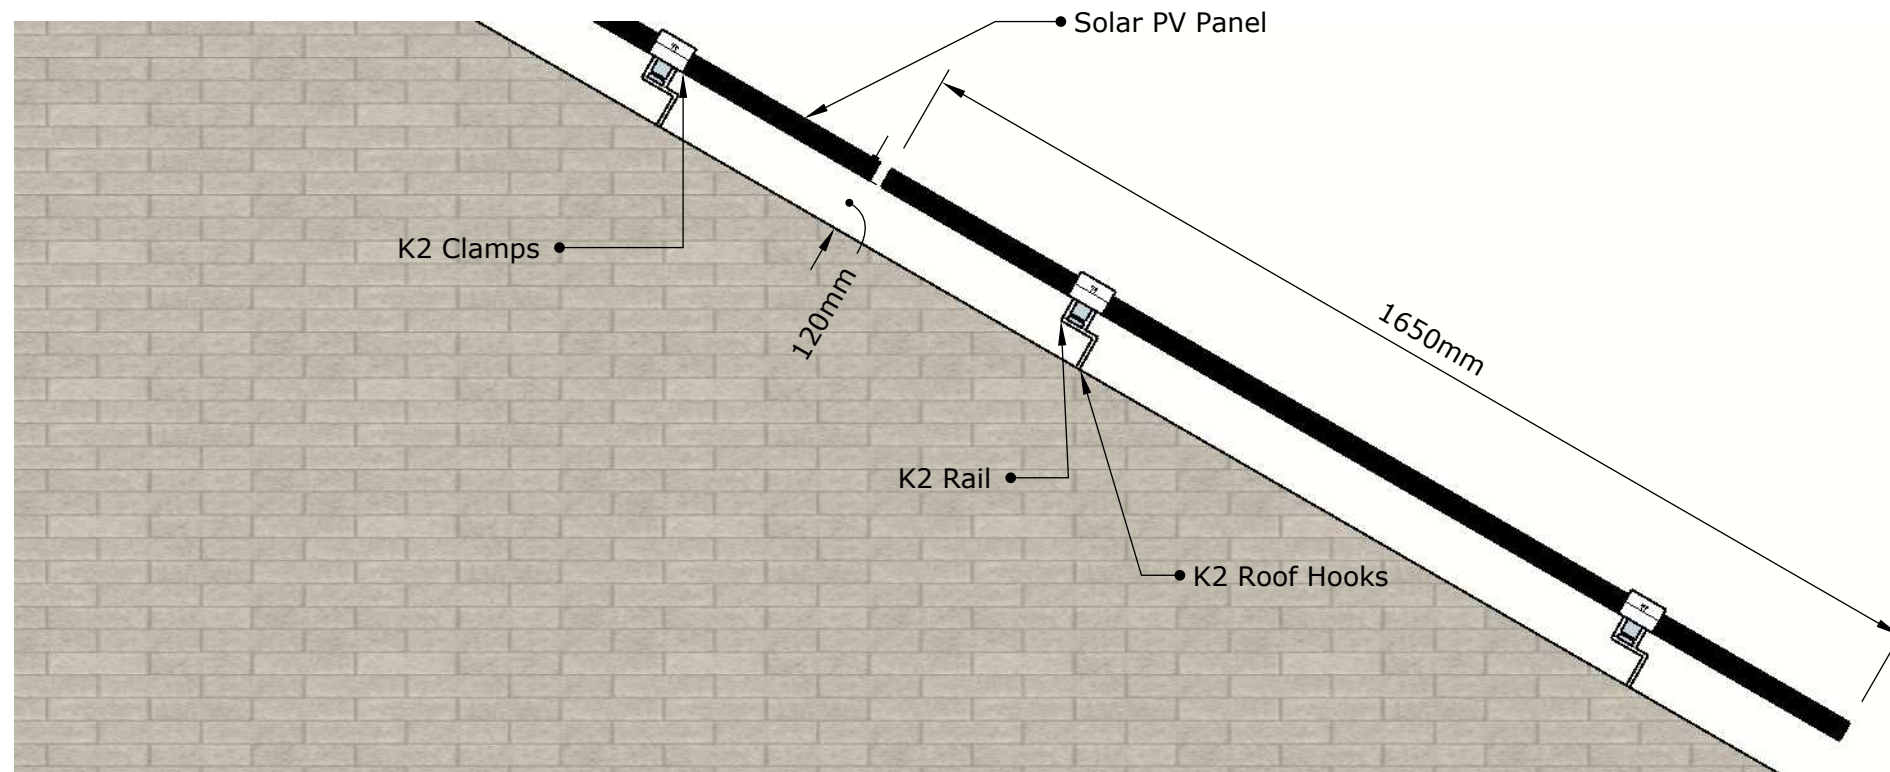 Solar PV Panel
K2 Clamps
120mm
1650mm
K2 Rail
K2 Roof Hooks